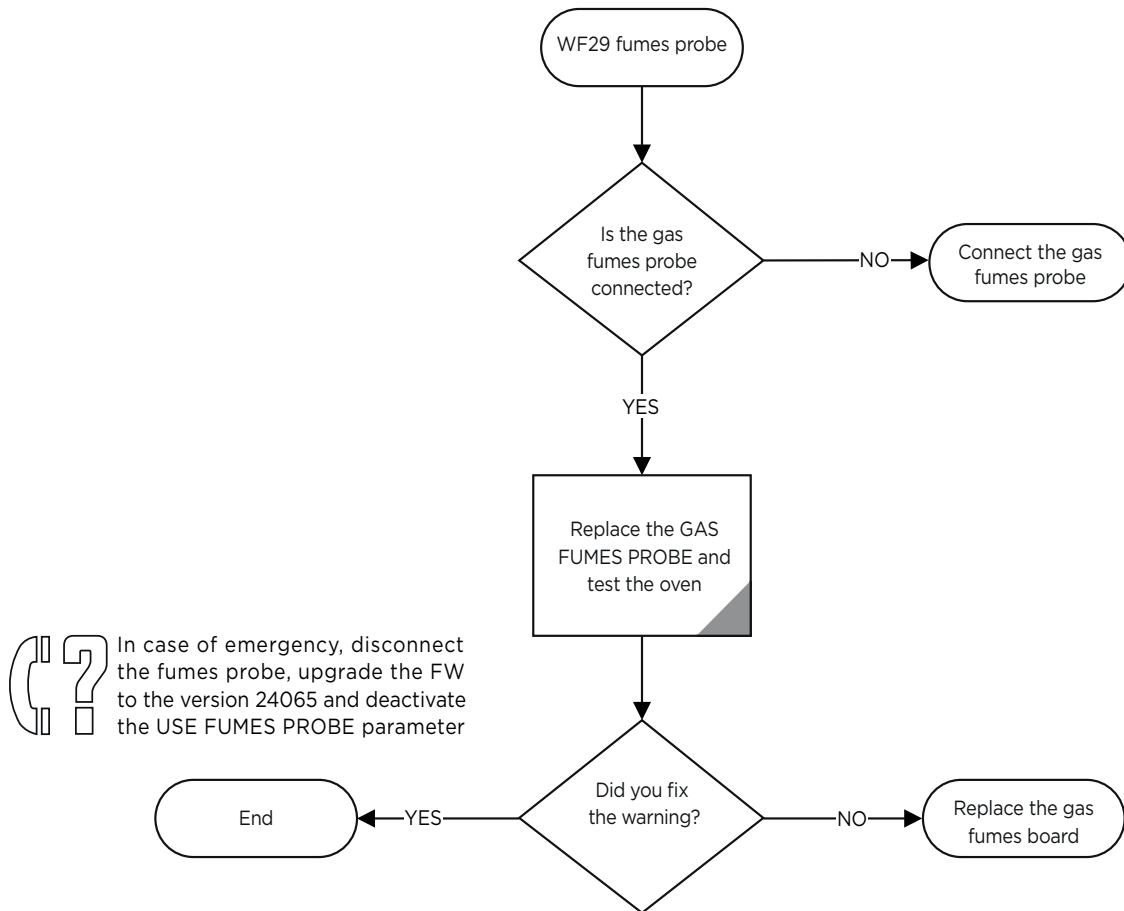 WF29 fumes probe
Is the gas
fumes probe
connected?
NO
Connect the gas
fumes probe
YES
Replace the GAS
FUMES PROBE and
test the oven
In case of emergency, disconnect
the fumes probe, upgrade the FW
to the version 24065 and deactivate
the USE FUMES PROBE parameter
Did you fix
the warning?
YES
End
NO
Replace the gas
fumes board